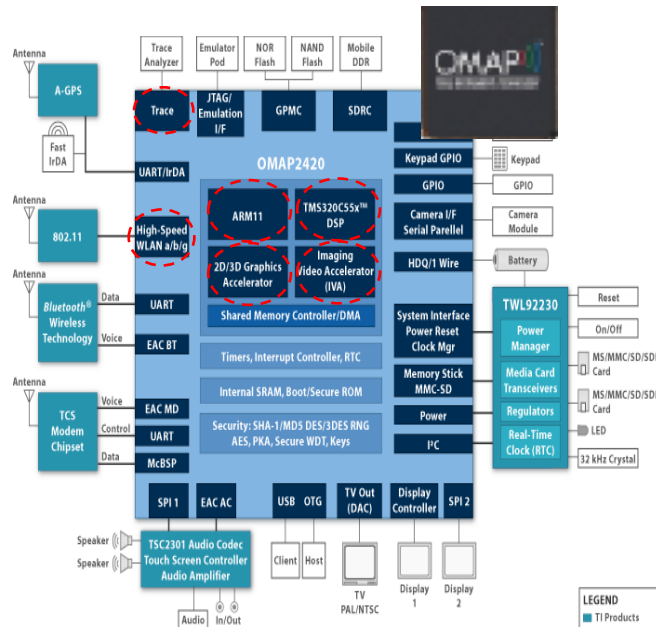 Trace
Analyzer
Emulator
Pod
NOR
Flash
NAND
Flash
Mobile
DDR
OMAP
Antenna
A-GPS
Fast
IrDA
Trace
JTAG/
Emulation
I/F
GPMC
SDRC
OMAP2420
UART/IrDA
Keypad GPIO
Keypad
GPIO
GPIO
Camera I/F
Serial Parellel
Camera
Module
HDQ/1 Wire
Battery
ARM11
TMS320C55x™
DSP
2D/3D Graphics
Accelerator
Imaging
Video Accelerator
(IVA)
Shared Memory Controller/DMA
Timers, Interrupt Controller, RTC
Internal SRAM, Boot/Secure ROM
Security: SHA-1/MD5 DES/3DES RNG
AES, PKA, Secure WDT, Keys
Antenna
802.11
High-Speed
WLAN a/b/g
Antenna
Bluetooth®
Wireless
Technology
Data
UART
Voice
EAC BT
Antenna
TCS
Modem
Chipset
Voice
EAC MD
Control
UART
Data
McBSP
System Interface
Power Reset
Clock Mgr
Memory Stick
MMC-SD
Power
I²C
TWL92230
Power
Manager
Media Card
Transceivers
Regulators
Real-Time
Clock (RTC)
Reset
On/Off
MS/MMC/SD/SDI
Card
MS/MMC/SD/SDI
Card
LED
32 kHz Crystal
SPI 1
EAC AC
USB
OTG
TV Out
(DAC)
Display
Controller
SPI 2
Speaker
Speaker
TSC2301 Audio Codec
Touch Screen Controller
Audio Amplifier
Audio
In/Out
Client
Host
TV
PAL/NTSC
Display
1
Display
2
LEGEND
TI Products